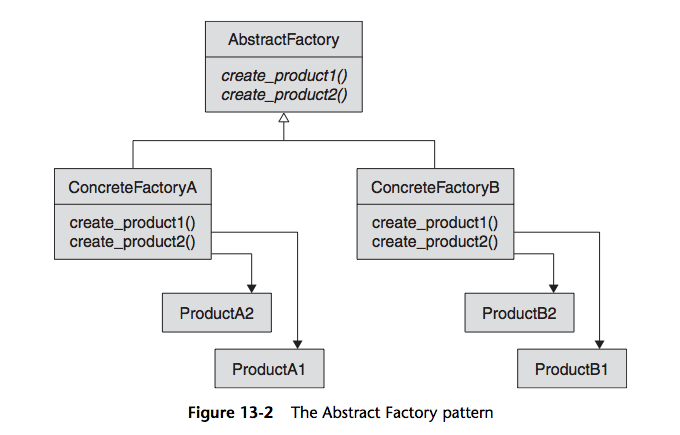 AbstractFactory
create_product1()
create_product2()
ConcreteFactoryA
create_product1()
create_product2()
ConcreteFactoryB
create_product1()
create_product2()
ProductA2
ProductB2
ProductA1
ProductB1
Figure 13-2 The Abstract Factory pattern